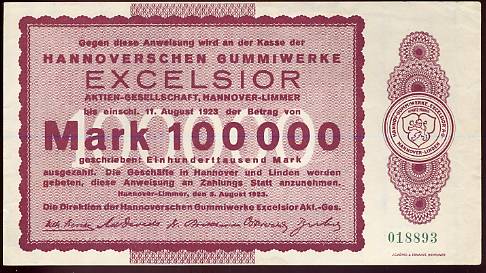 Gegen diese Anweisung wird an der Kasse der
HANNOVERSCHEN GUMMIWERKE
EXCELSIOR
AKTIEN-GESELLSCHAFT, HANNOVER-LIMMER
bis einschl. 11. August 1923 der Betrag von
Mark 100 000
geschrieben: Einhunderttausend Mark
ausgezahlt. Die Geschäfte in Hannover und Linden werden
gebeten, diese Anweisung an Zahlungs Statt anzunehmen.
Hannover-Limmer, den 8. August 1923.
Die Direktion der Hannoverschen Gummiwerke Excelsior Akt.-Ges.
HANNOVER-LIMMER
018893